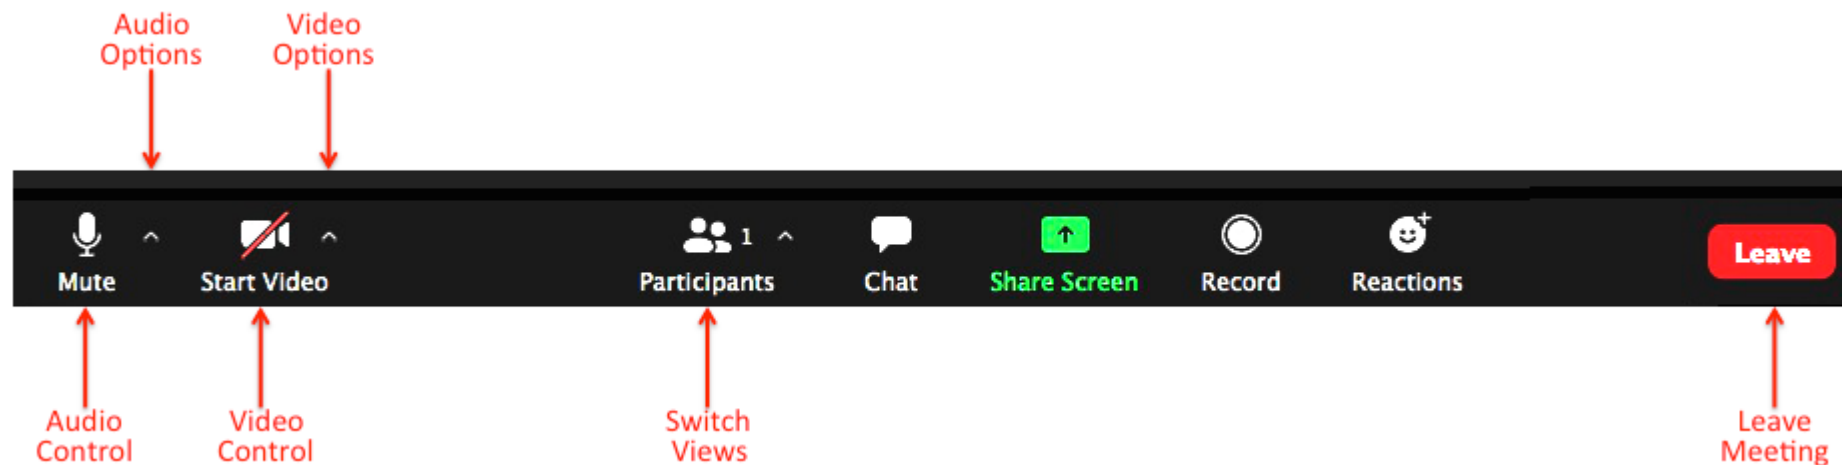 Audio
Options
Video
Options
Mute
Start Video
Participants
1
Chat
Share Screen
Record
Reactions
Leave
Audio
Control
Video
Control
Switch
Views
Leave
Meeting